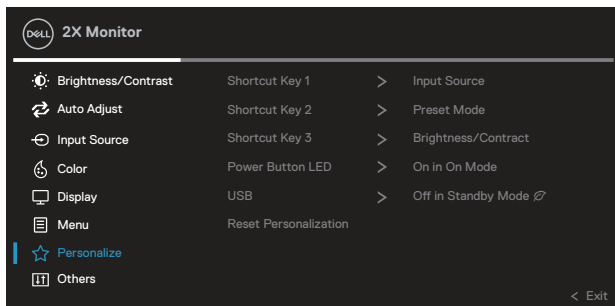 DELL 2X Monitor
Brightness/Contrast Shortcut Key 1 > Input Source
Auto Adjust Shortcut Key 2 > Preset Mode
Input Source Shortcut Key 3 > Brightness/Contract
Color Power Button LED > On in On Mode
Display USB > Off in Standby Mode
Menu Reset Personalization
Personalize
Others
< Exit